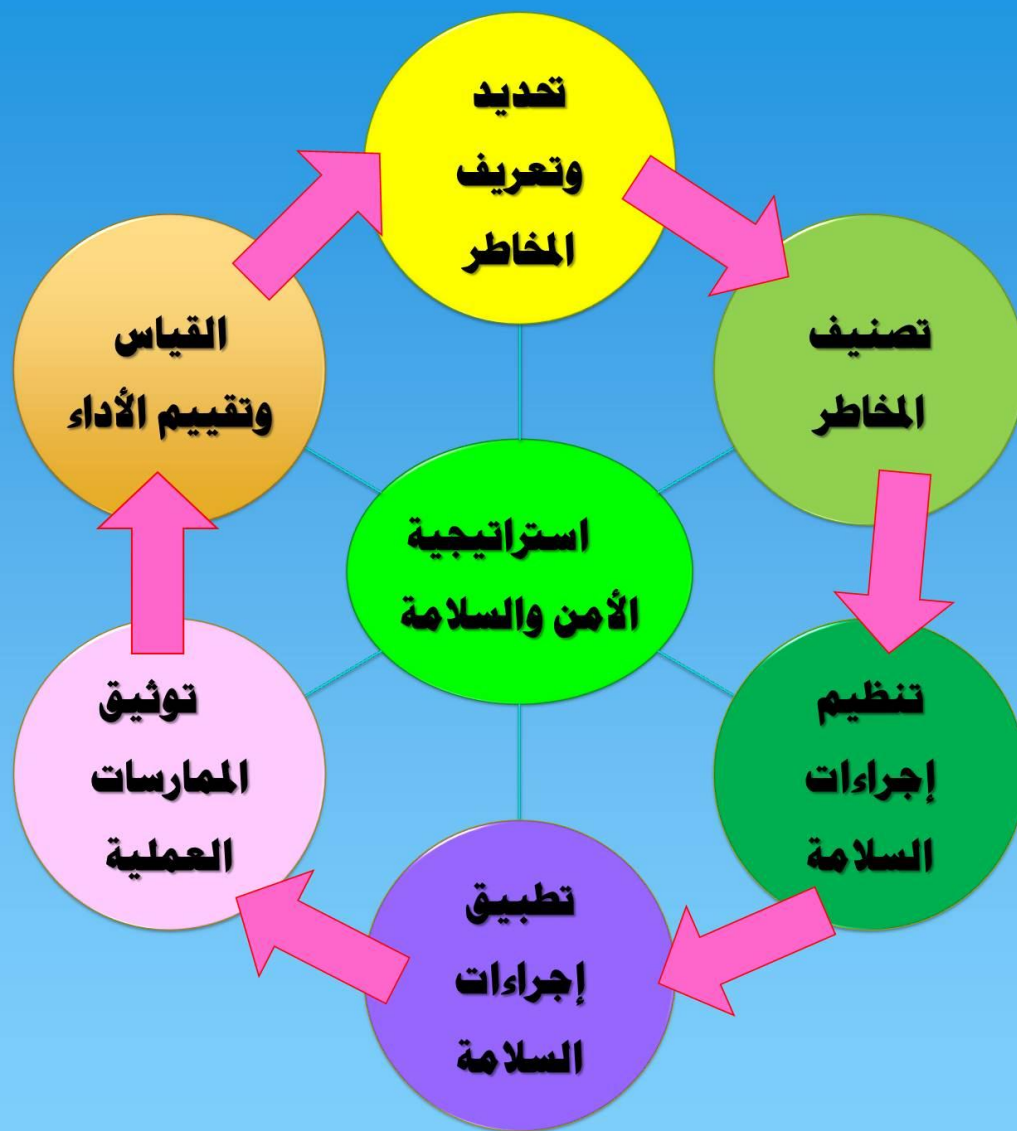 تحديد
وتعريف
المخاطر
تصنيف
المخاطر
تنظيم
إجراءات
السلامة
تطبيق
إجراءات
السلامة
توثيق
الممارسات
العملية
القياس
وتقييم الأداء
استراتيجية
الأمن والسلامة